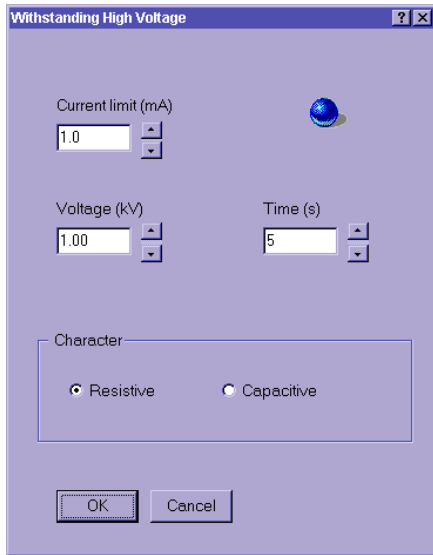 Withstanding High Voltage
Current limit (mA)
1.0
Voltage (kV) Time (s)
1.00 5
Character
Resistive Capacitive
OK Cancel